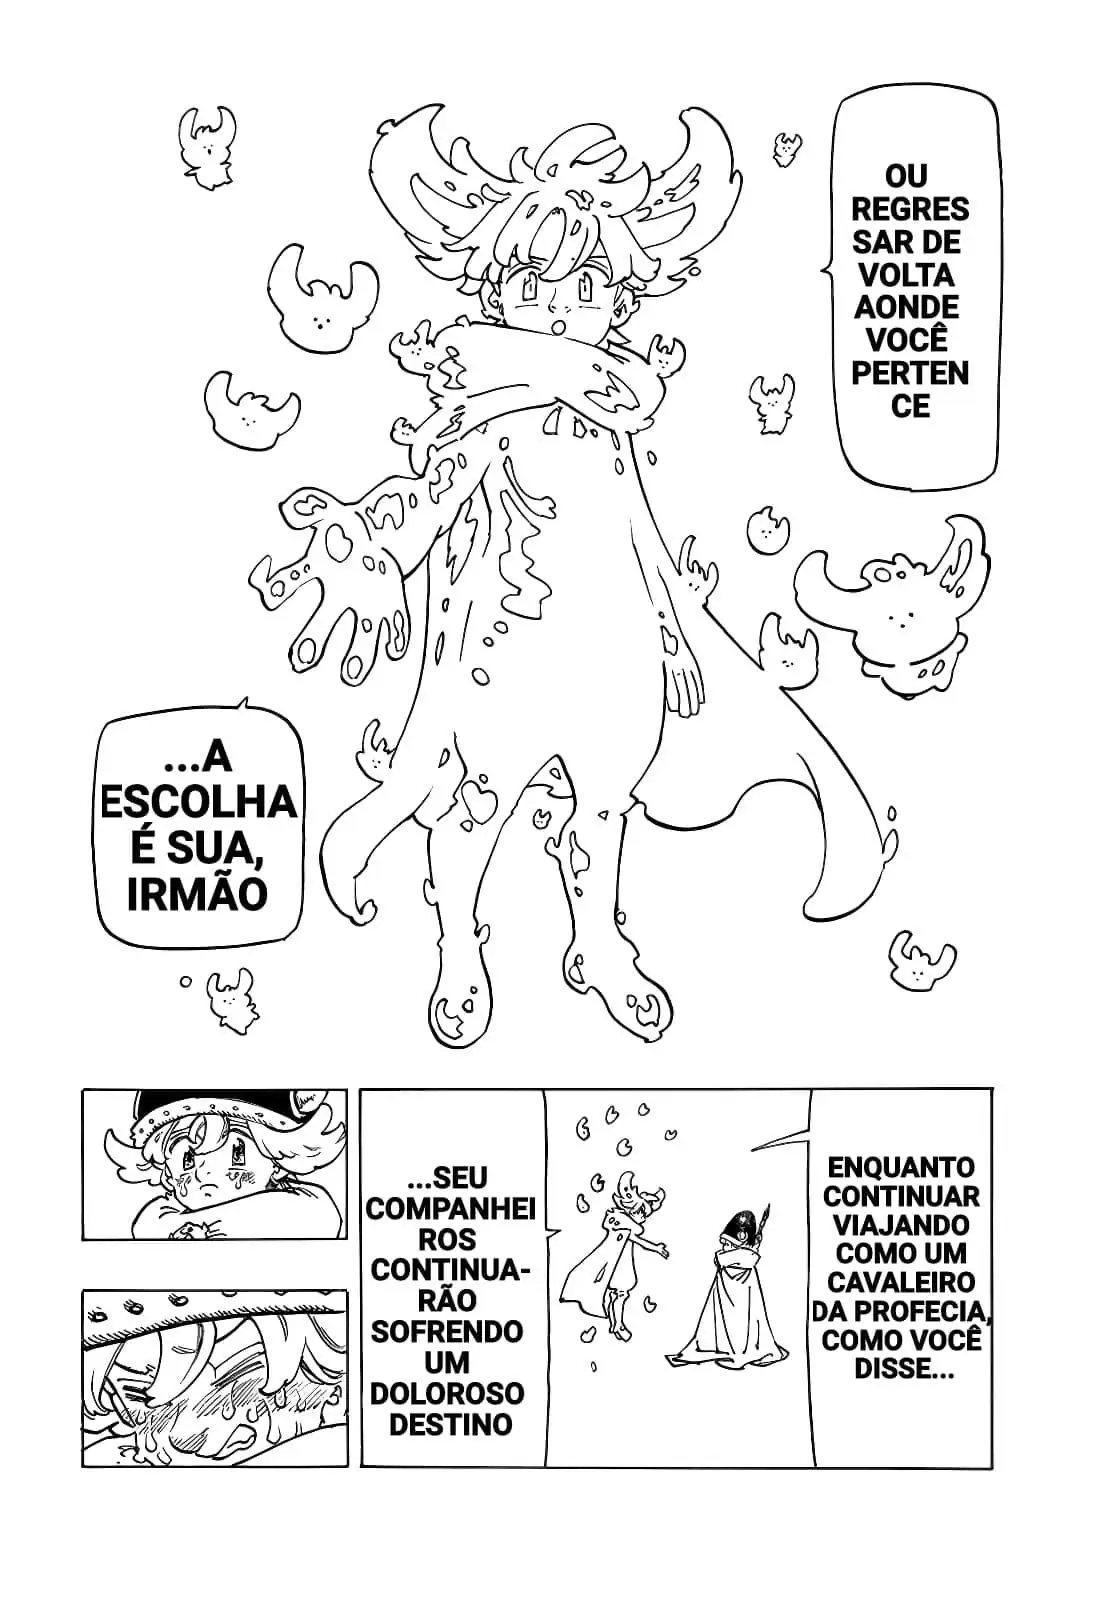 OU
REGRES
SAR DE
VOLTA
AONDE
VOCÊ
PERTEN
CE
...A
ESCOLHA
É SUA,
IRMÃO
ENQUANTO
CONTINUAR
VIAJANDO
COMO UM
CAVALEIRO
DA PROFECIA,
COMO VOCÊ
DISSE...
...SEU
COMPANHEI
ROS
CONTINUA-
RÃO
SOFRENDO
UM
DOLOROSO
DESTINO